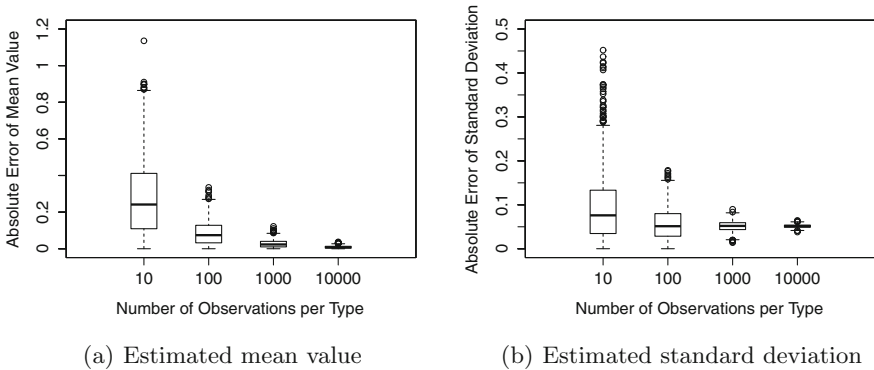 Absolute Error of Mean Value
1.2
1
0.6
0.2
0
10 100 1000 10000
Number of Observations per Type
(a) Estimated mean value
Absolute Error of Standard Deviation
0.5
0.4
0.3
0.2
0.1
0
10 100 1000 10000
Number of Observations per Type
(b) Estimated standard deviation